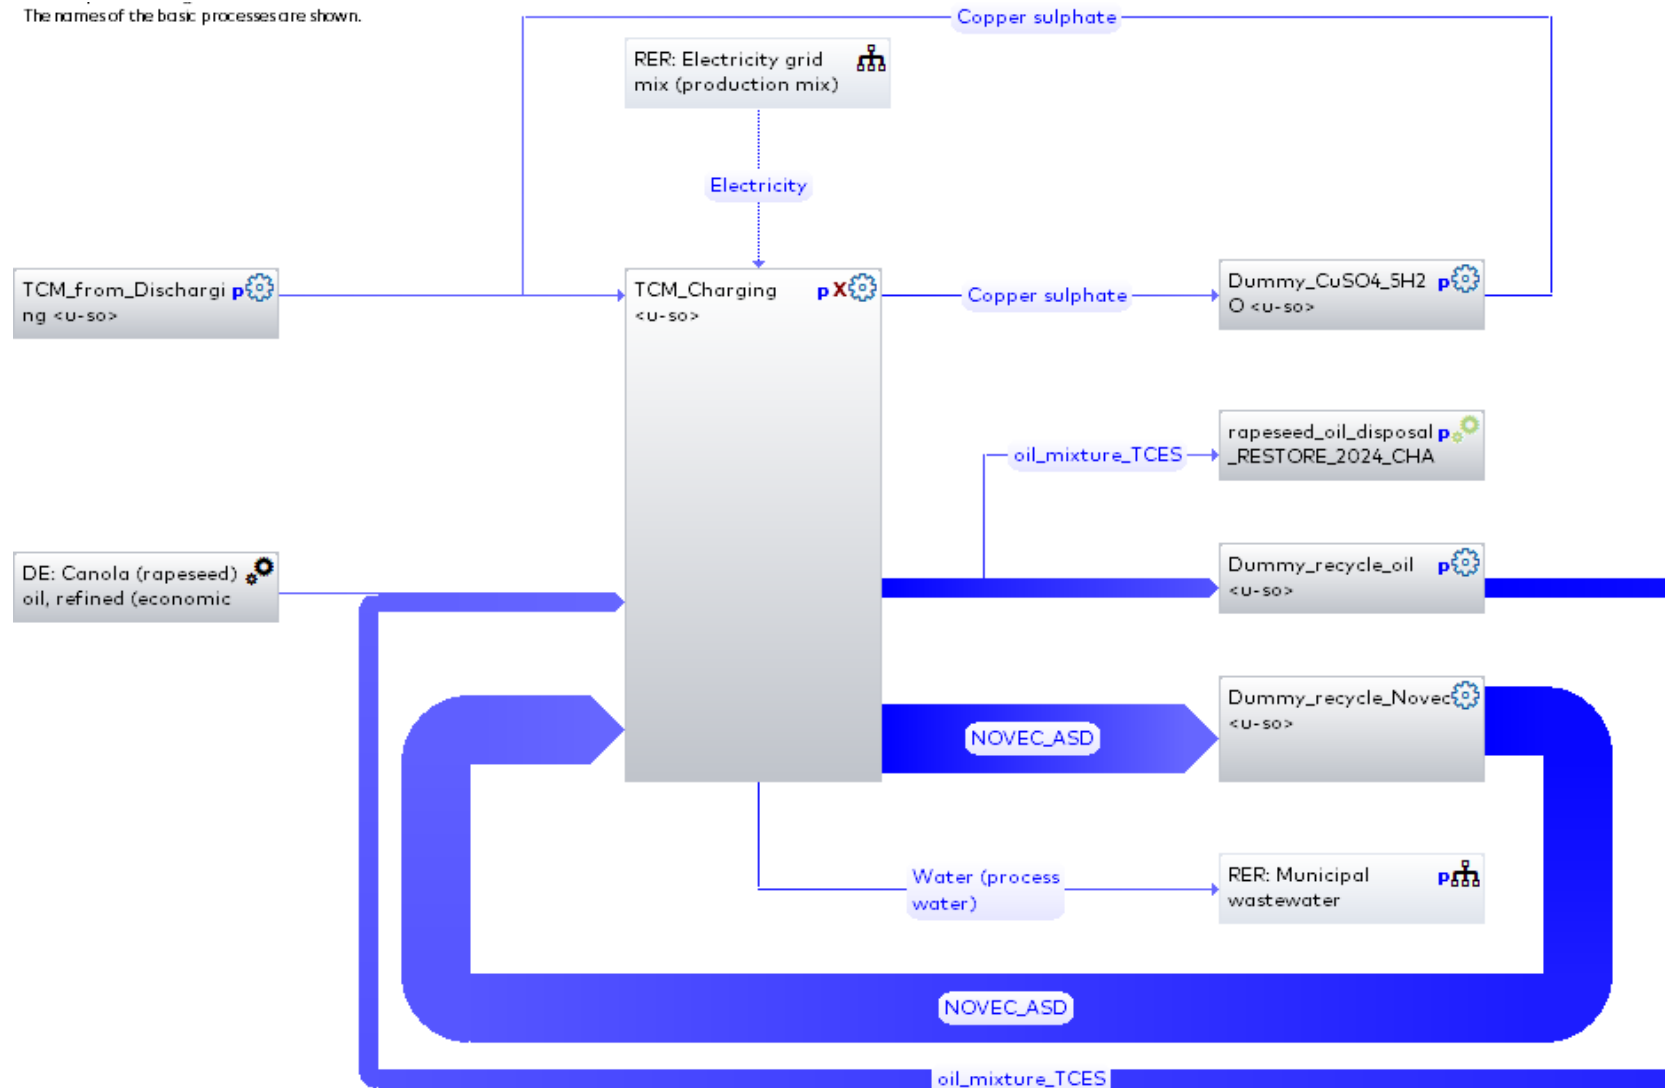 The names of the basic processes are shown.
Copper sulphate
RER: Electricity grid
mix (production mix)
Electricity
TCM_from_Dischargi p
ng <u-so>
TCM_Charging p X
<u-so>
Copper sulphate
Dummy_CuSO4_5H2 p
O <u-so>
oil_mixture_TCES
rapeseed_oil_disposal p
_RESTORE_2024_CHA
DE: Canola (rapeseed)
oil, refined (economic
Dummy_recycle_oil p
<u-so>
NOVEC_ASD
Dummy_recycle_Novec
<u-so>
Water (process
water)
RER: Municipal p
wastewater
NOVEC_ASD
oil_mixture_TCES